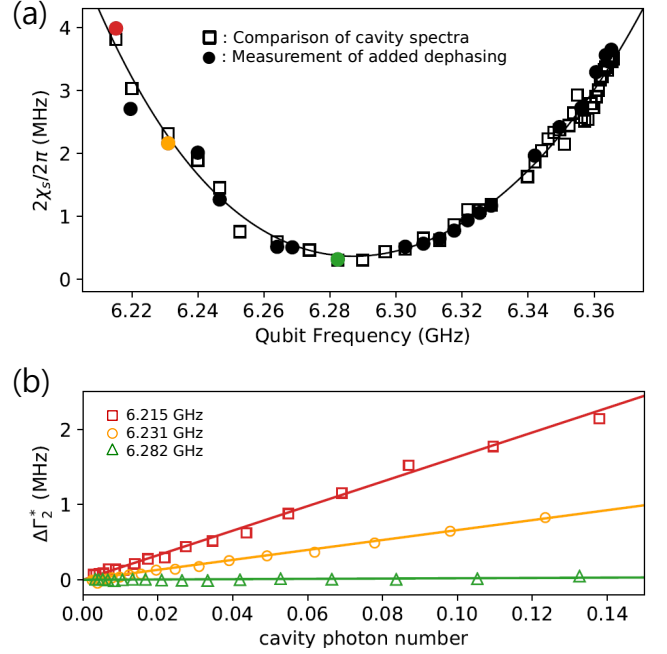 (a)
: Comparison of cavity spectra
: Measurement of added dephasing
4
3
2
1
0
2χₛ/2π (MHz)
6.22 6.24 6.26 6.28 6.30 6.32 6.34 6.36
Qubit Frequency (GHz)
(b)
6.215 GHz
6.231 GHz
6.282 GHz
2
1
0
ΔΓ₂* (MHz)
0.00 0.02 0.04 0.06 0.08 0.10 0.12 0.14
cavity photon number